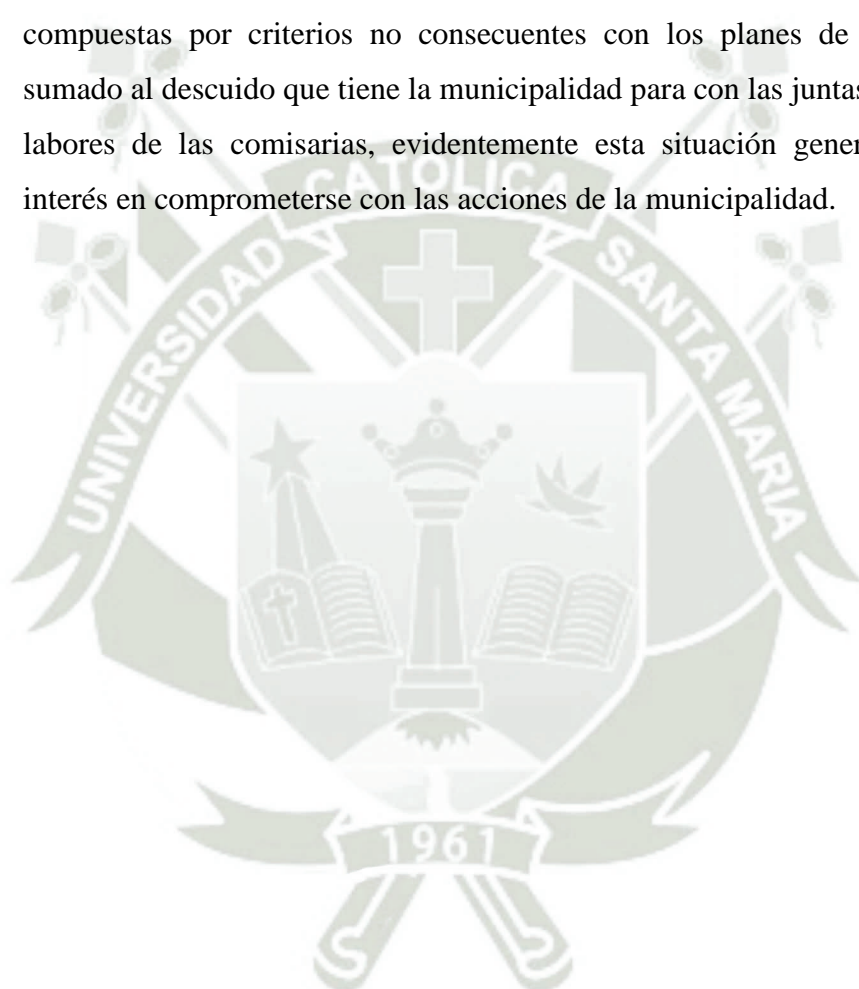 compuestas por criterios no consecuentes con los planes de
sumado al descuido que tiene la municipalidad para con las juntas
labores de las comisarias, evidentemente esta situación gener
interés en comprometerse con las acciones de la municipalidad.
UNIVERSIDAD CATOLICA SANTA MARIA
1961